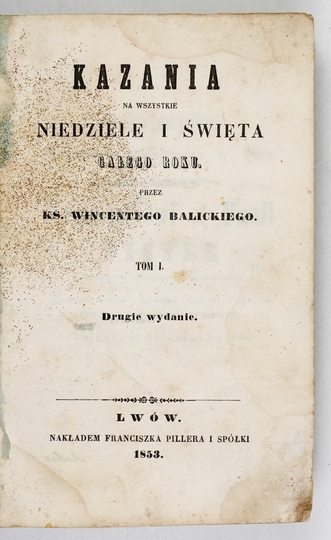 KAZANIA
NA WSZYSTKIE
NIEDZIELE I ŚWIĘTA
CAŁEGO ROKU.
PRZEZ
KS. WINCENTEGO BALICKIEGO.
TOM I.
Drugie wydanie.
LWÓW.
NAKŁADEM FRANCISZKA PILLERA I SPÓŁKI
1853.